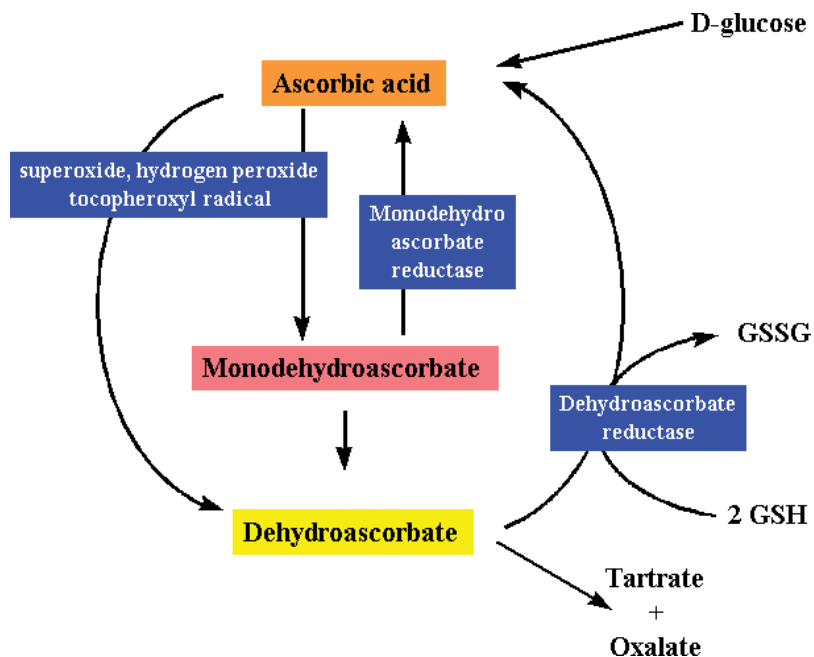 D-glucose
Ascorbic acid
superoxide, hydrogen peroxide
tocopheroxyl radical
Monodehydro
ascorbate
reductase
Monodehydroascorbate
GSSG
Dehydroascorbate
reductase
2 GSH
Dehydroascorbate
Tartrate
+
Oxalate